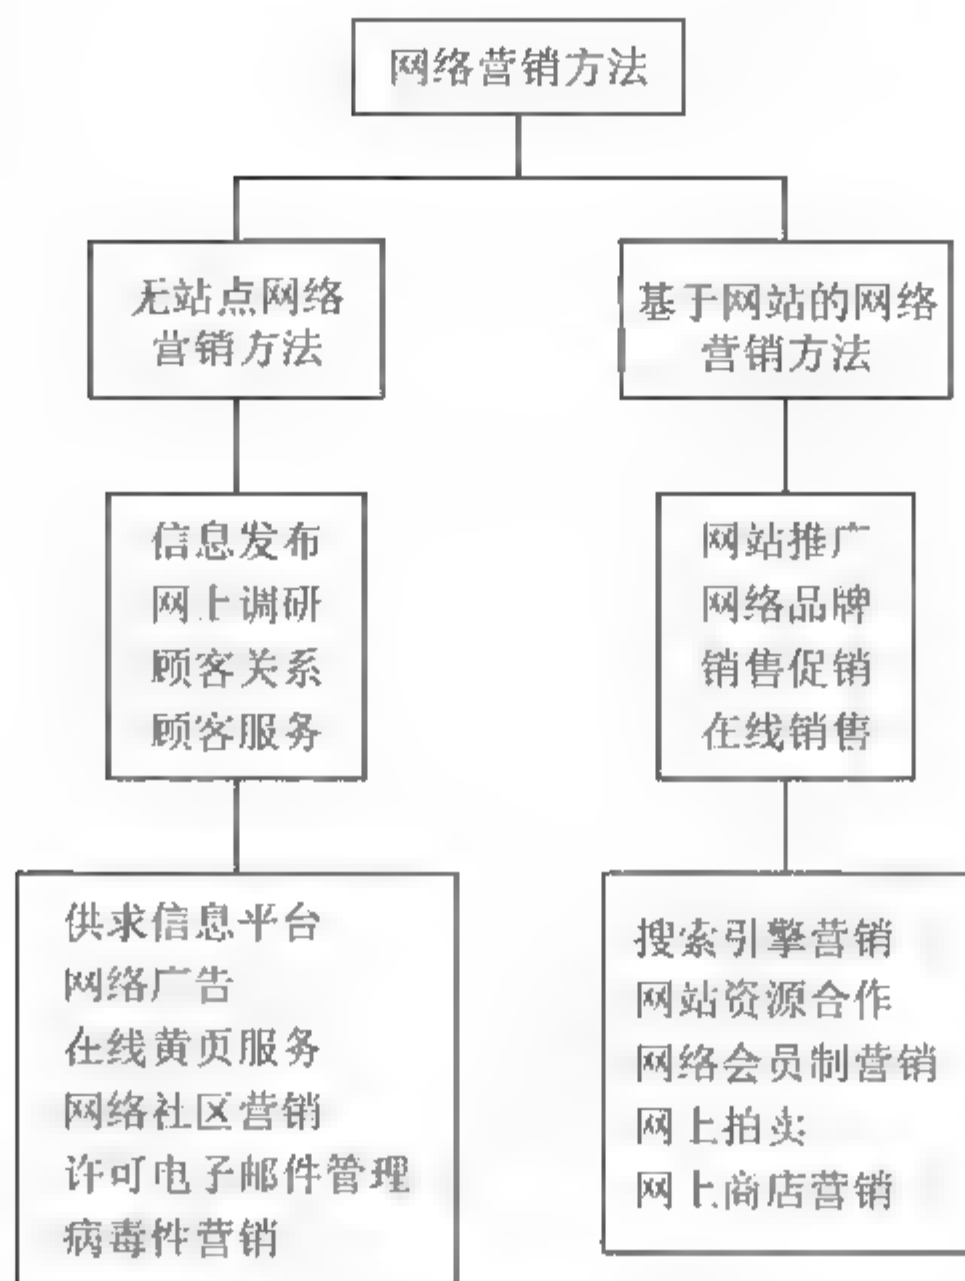 网络营销方法
无站点网络
营销方法
基于网站的网络
营销方法
信息发布
网上调研
顾客关系
顾客服务
网站推广
网络品牌
销售促销
在线销售
供求信息平台
网络广告
在线黄页服务
网络社区营销
许可电子邮件管理
病毒性营销
搜索引擎营销
网站资源合作
网络会员制营销
网上拍卖
网上商店营销